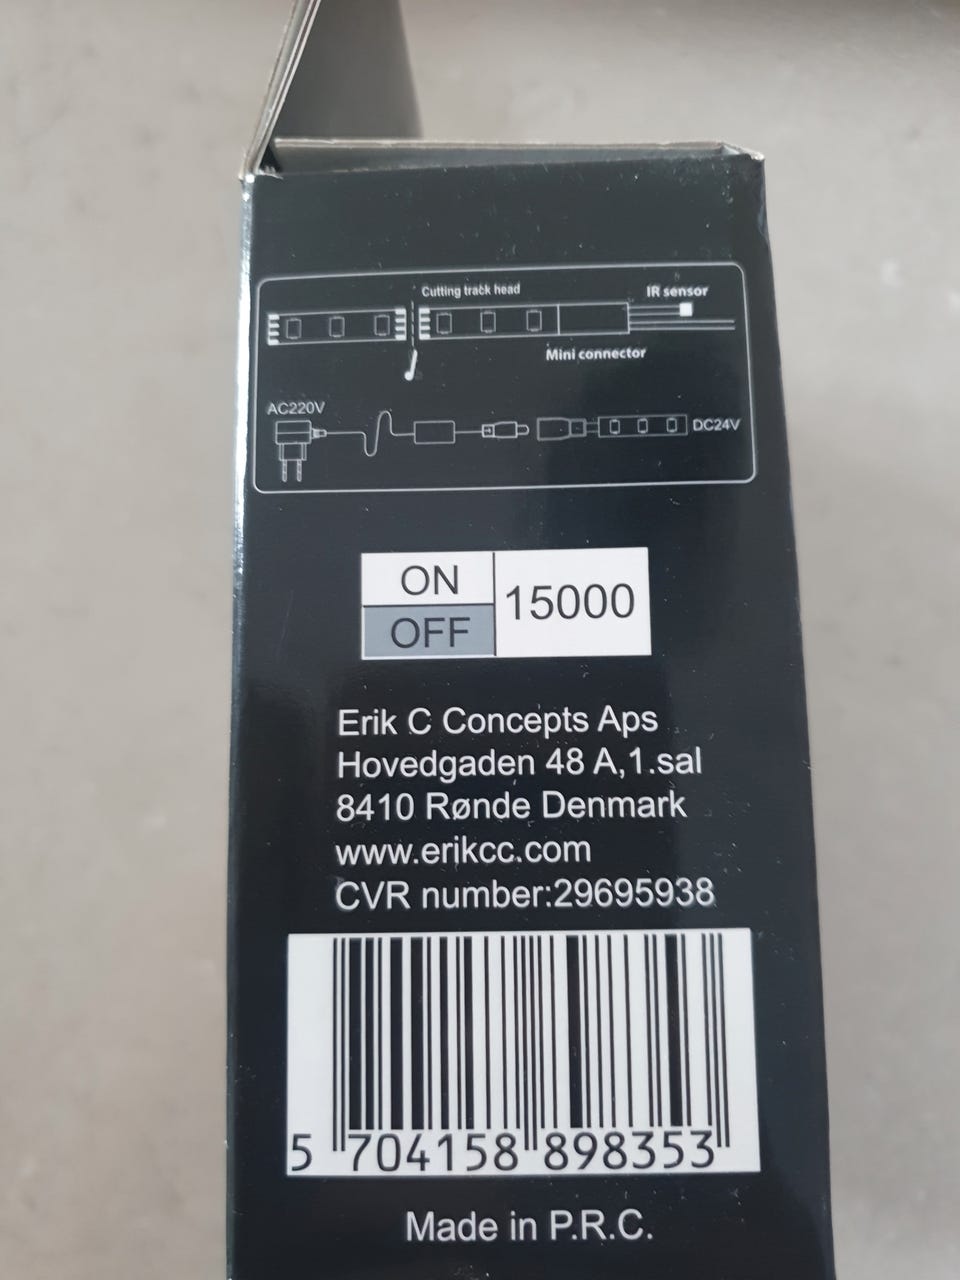 Cutting track head
IR sensor
Mini connector
AC220V
DC24V
ON
OFF
15000
Erik C Concepts Aps
Hovedgaden 48 A,1.sal
8410 Rønde Denmark
www.erikcc.com
CVR number:29695938
5 704158 898353
Made in P.R.C.